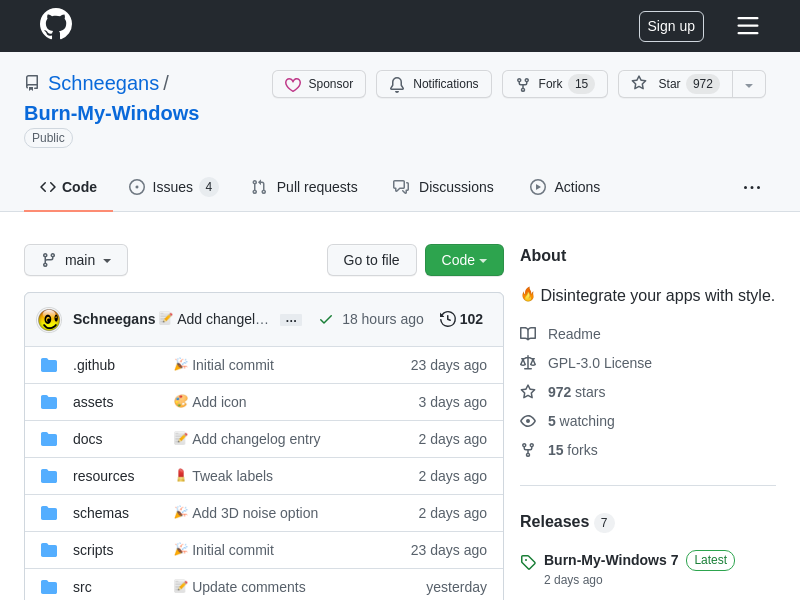 Sign up
Schneegans /
Burn-My-Windows
Public
Sponsor
Notifications
Fork 15
Star 972
Code
Issues 4
Pull requests
Discussions
Actions
main
Go to file
Code
Schneegans 📝 Add changel… … 18 hours ago 102
.github 🎉 Initial commit 23 days ago
assets 🎨 Add icon 3 days ago
docs 📝 Add changelog entry 2 days ago
resources 💄 Tweak labels 2 days ago
schemas 🎉 Add 3D noise option 2 days ago
scripts 🎉 Initial commit 23 days ago
src 📝 Update comments yesterday
About
🔥 Disintegrate your apps with style.
Readme
GPL-3.0 License
972 stars
5 watching
15 forks
Releases 7
Burn-My-Windows 7 Latest
2 days ago